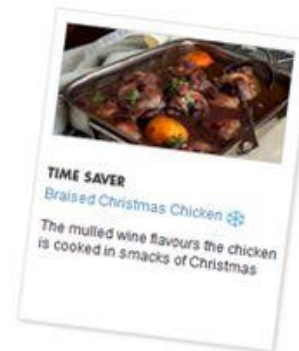 TIME SAVER
Braised Christmas Chicken
The mulled wine flavours the chicken
is cooked in smacks of Christmas